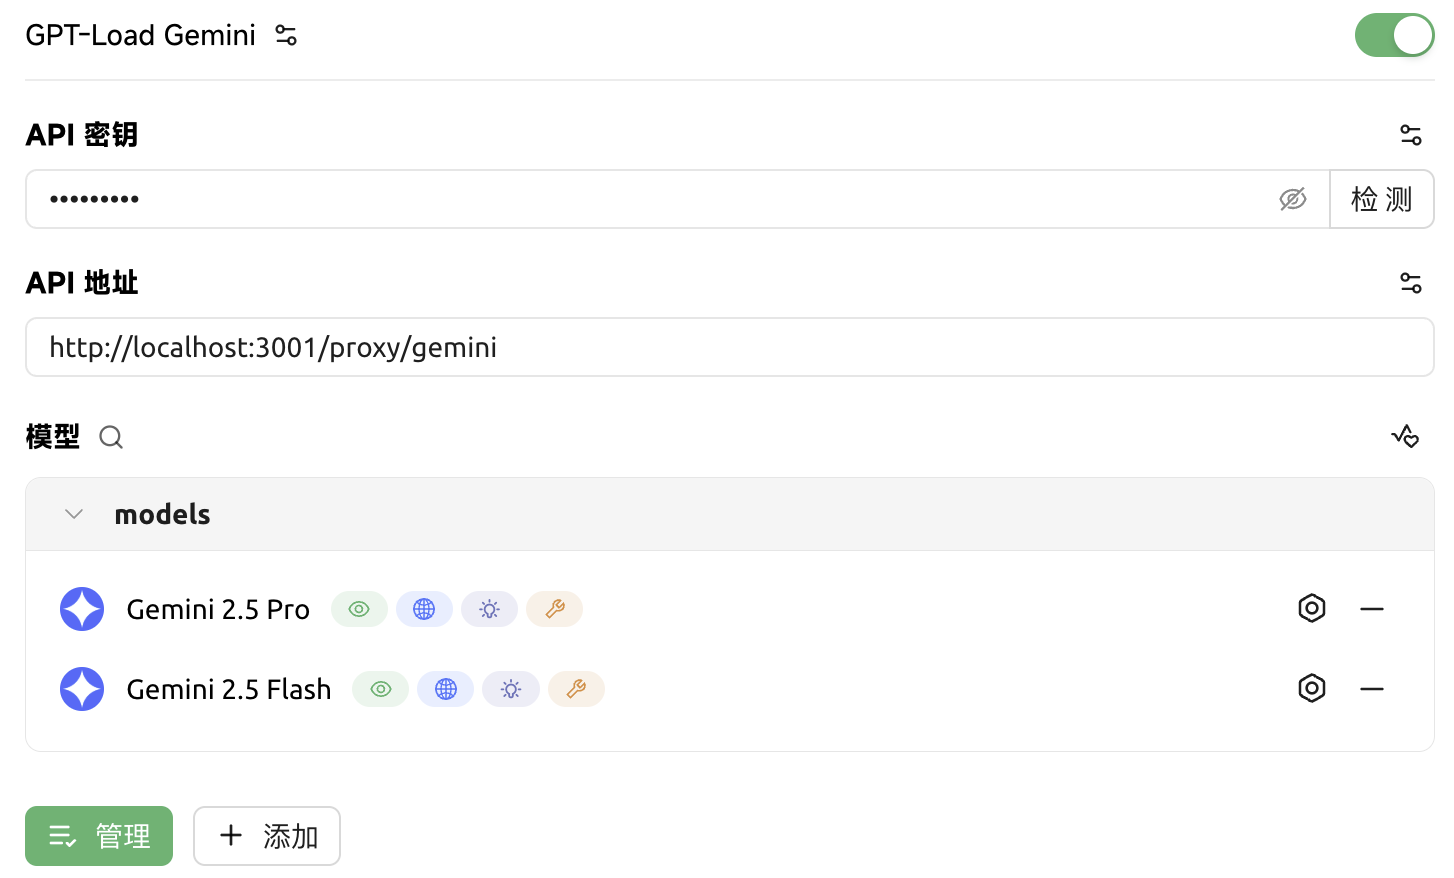 GPT-Load Gemini
API 密钥
•••••••••
检 测
API 地址
http://localhost:3001/proxy/gemini
模型
models
Gemini 2.5 Pro
Gemini 2.5 Flash
管理
添加